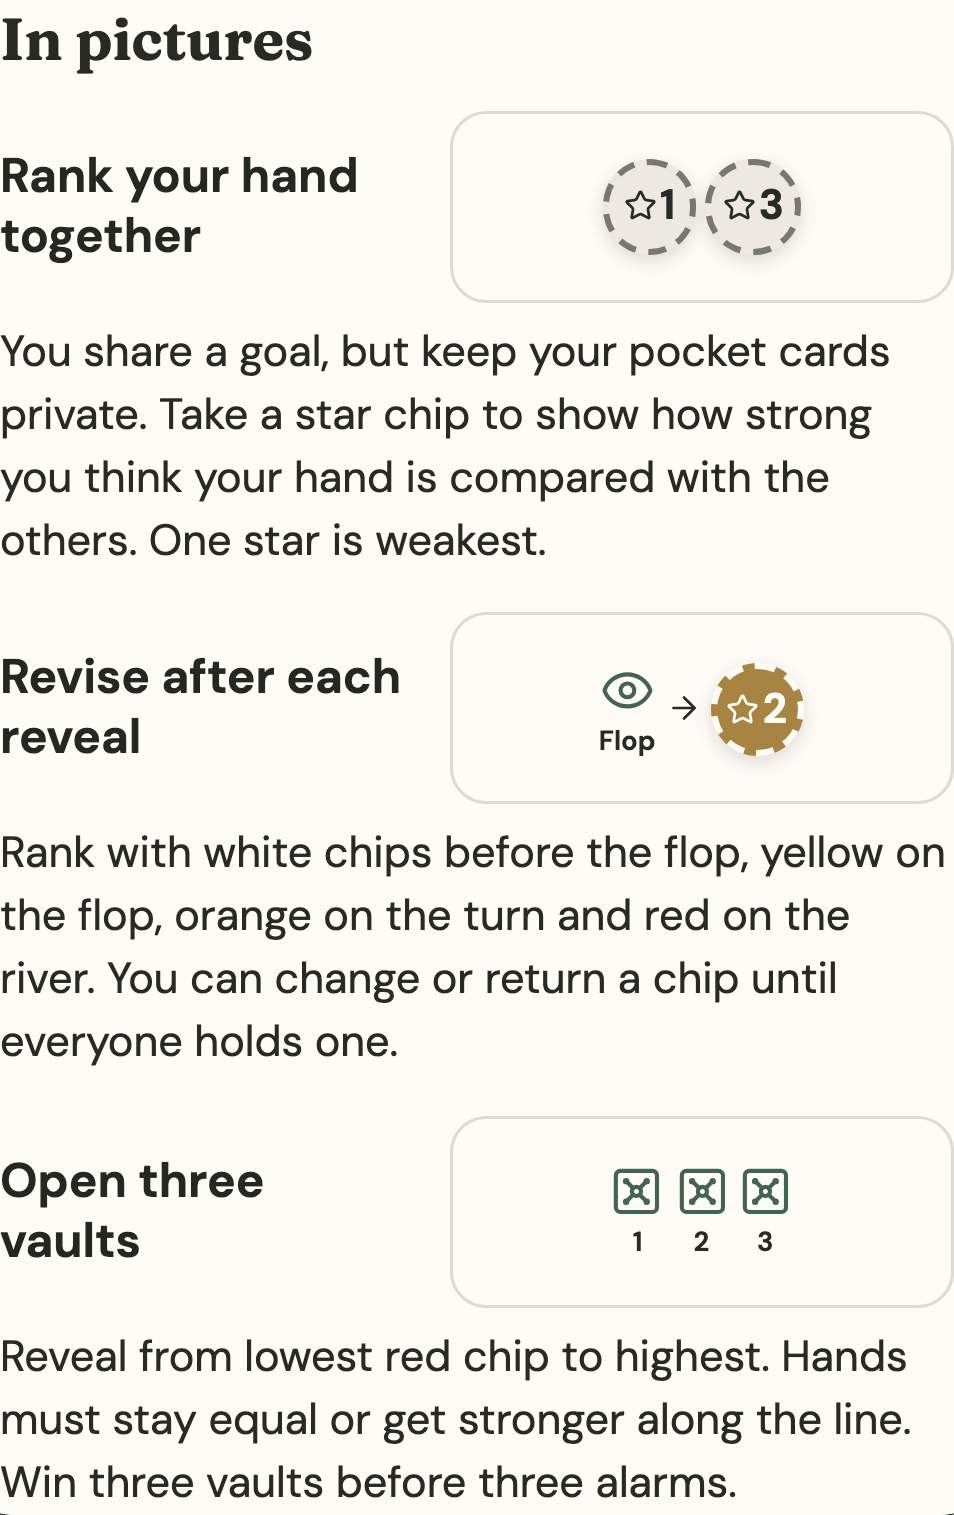 In pictures
Rank your hand
together
1 3
You share a goal, but keep your pocket cards
private. Take a star chip to show how strong
you think your hand is compared with the
others. One star is weakest.
Revise after each
reveal
Flop
2
Rank with white chips before the flop, yellow on
the flop, orange on the turn and red on the
river. You can change or return a chip until
everyone holds one.
Open three
vaults
1 2 3
Reveal from lowest red chip to highest. Hands
must stay equal or get stronger along the line.
Win three vaults before three alarms.